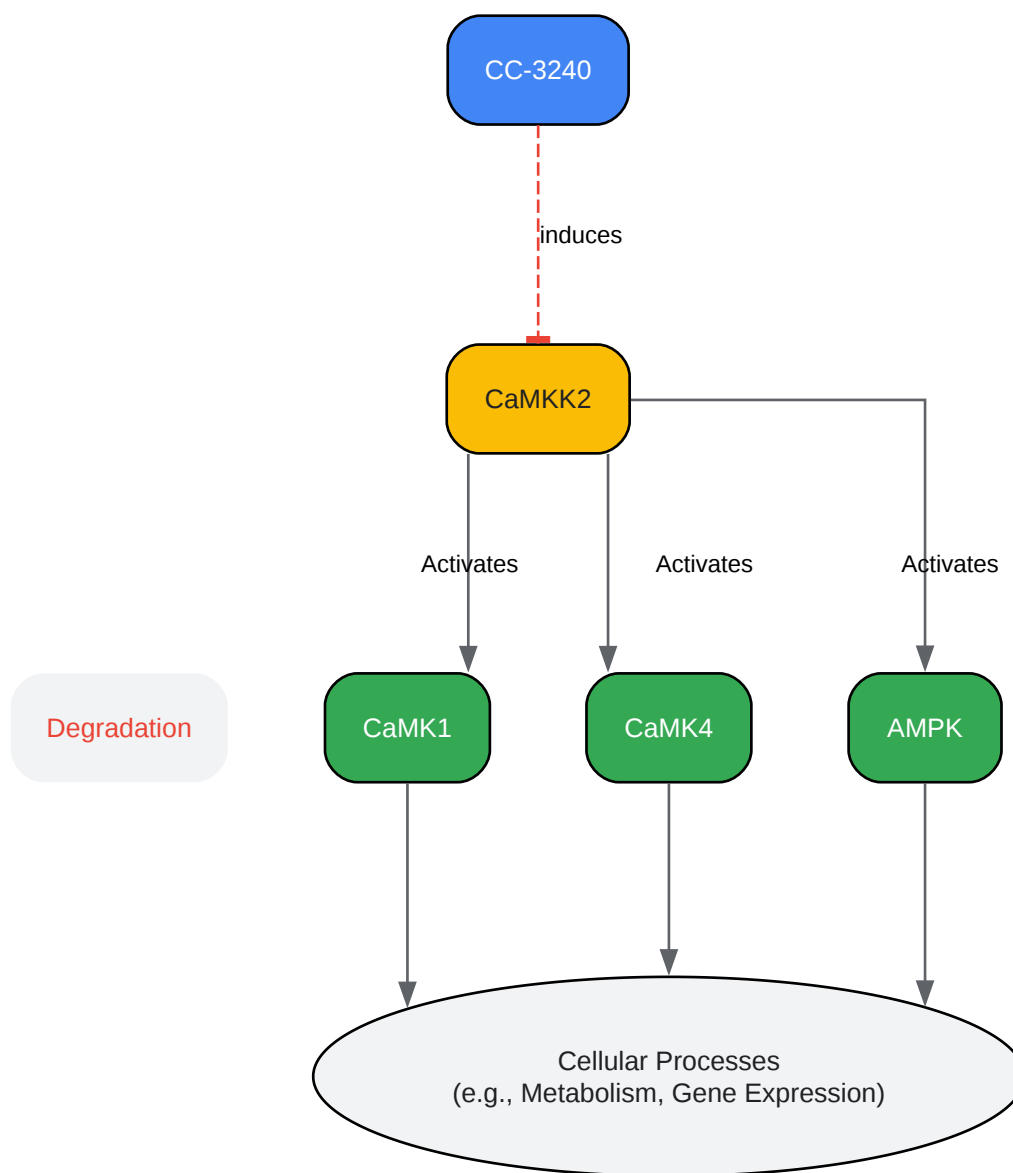 CC-3240
induces
CaMKK2
Activates
Activates
Activates
Degradation
CaMK1
CaMK4
AMPK
Cellular Processes
(e.g., Metabolism, Gene Expression)